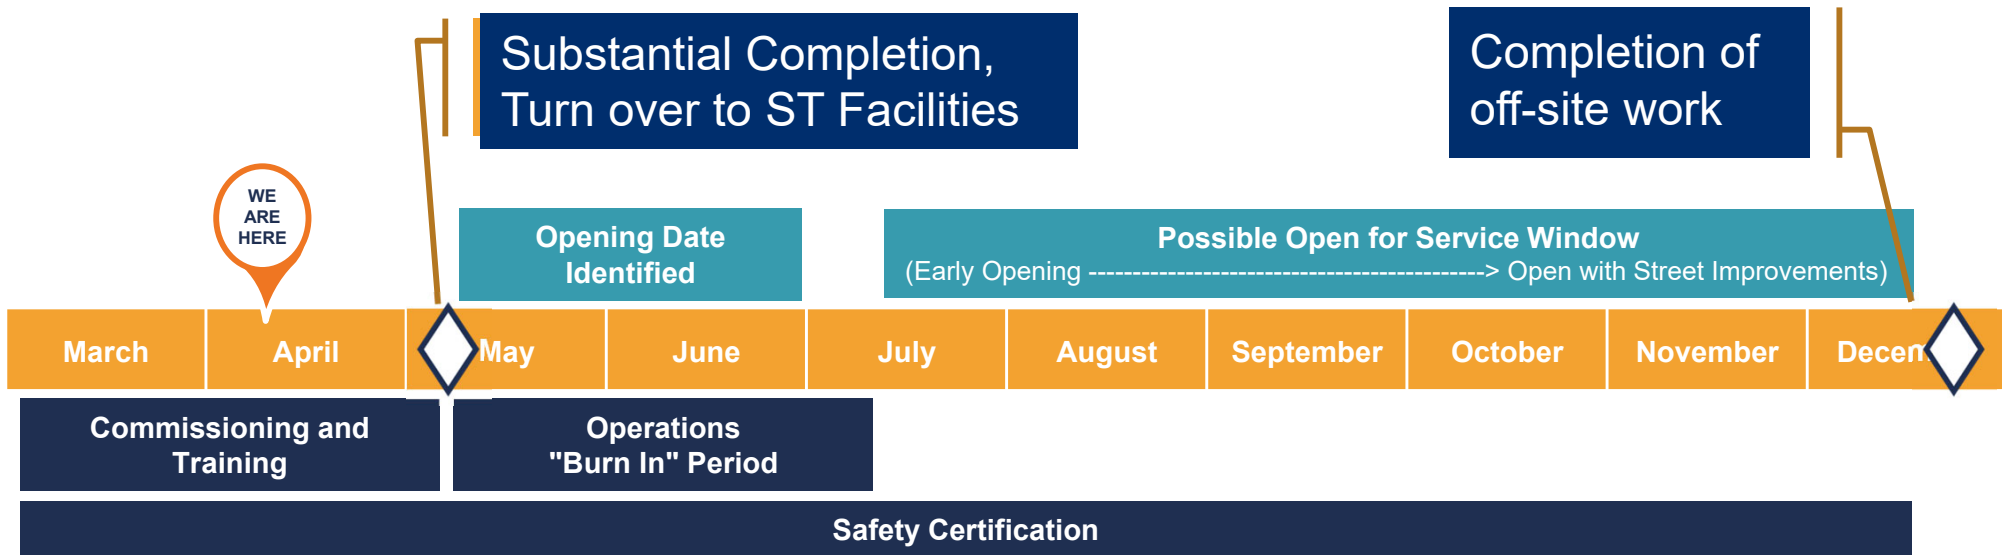 Substantial Completion,
Turn over to ST Facilities
Completion of
off-site work
WE
ARE
HERE
Opening Date
Identified
Possible Open for Service Window
(Early Opening ---------------------------------------------> Open with Street Improvements)
March
April
May
June
July
August
September
October
November
Decem
Commissioning and
Training
Operations
"Burn In" Period
Safety Certification